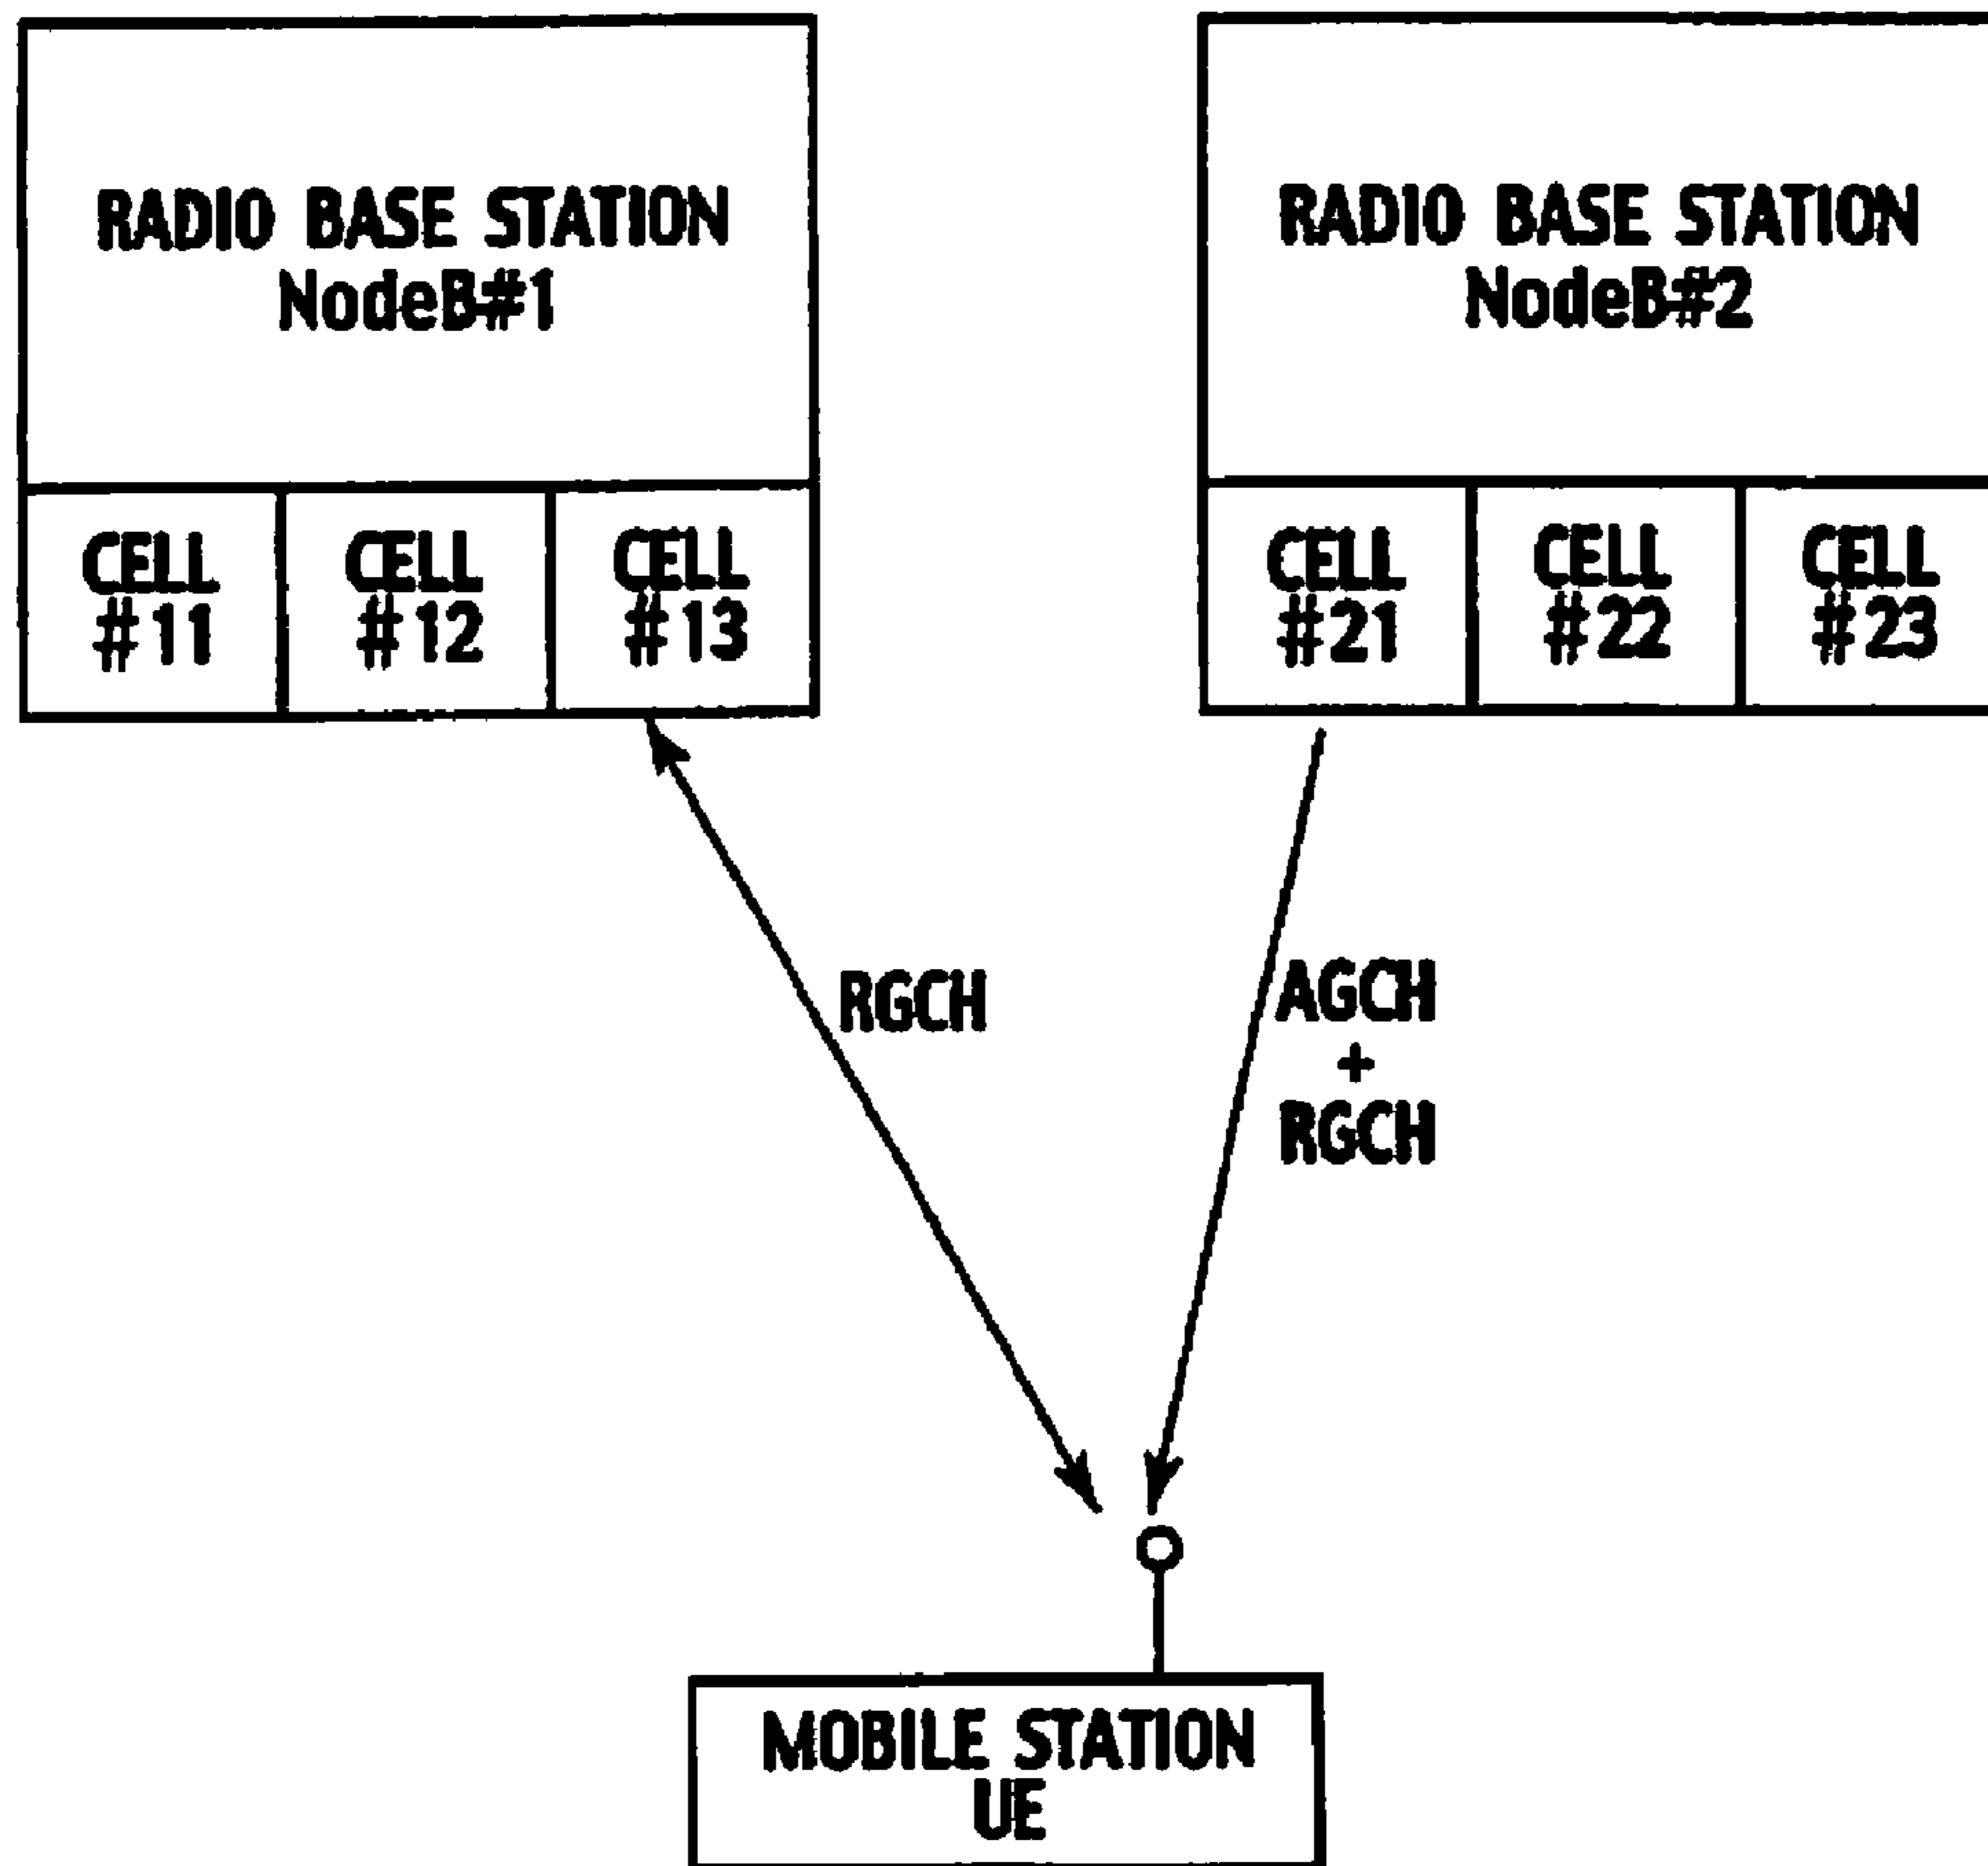 RADIO BASE STATION
NodeB#1
CELL
#11
CELL
#12
CELL
#13
RADIO BASE STATION
NodeB#2
CELL
#21
CELL
#22
CELL
#23
RGCH
AGCH
+
RGCH
MOBILE STATION
UE